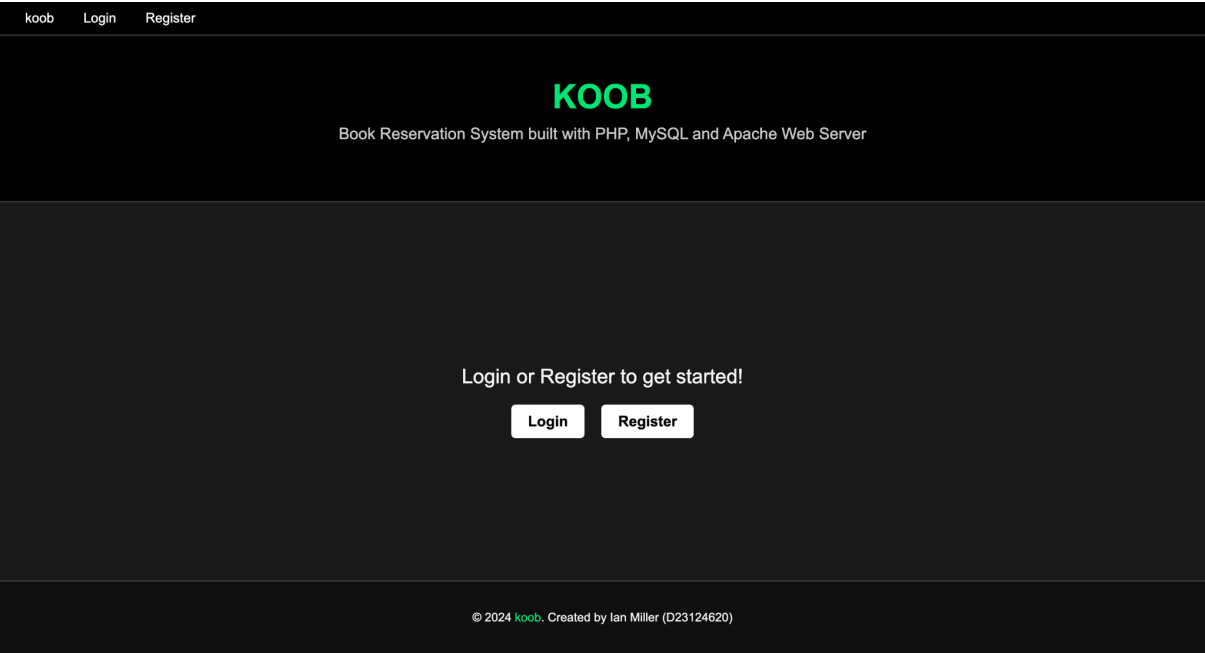 koob Login Register
KOOB
Book Reservation System built with PHP, MySQL and Apache Web Server
Login or Register to get started!
Login Register
© 2024 koob. Created by Ian Miller (D23124620)